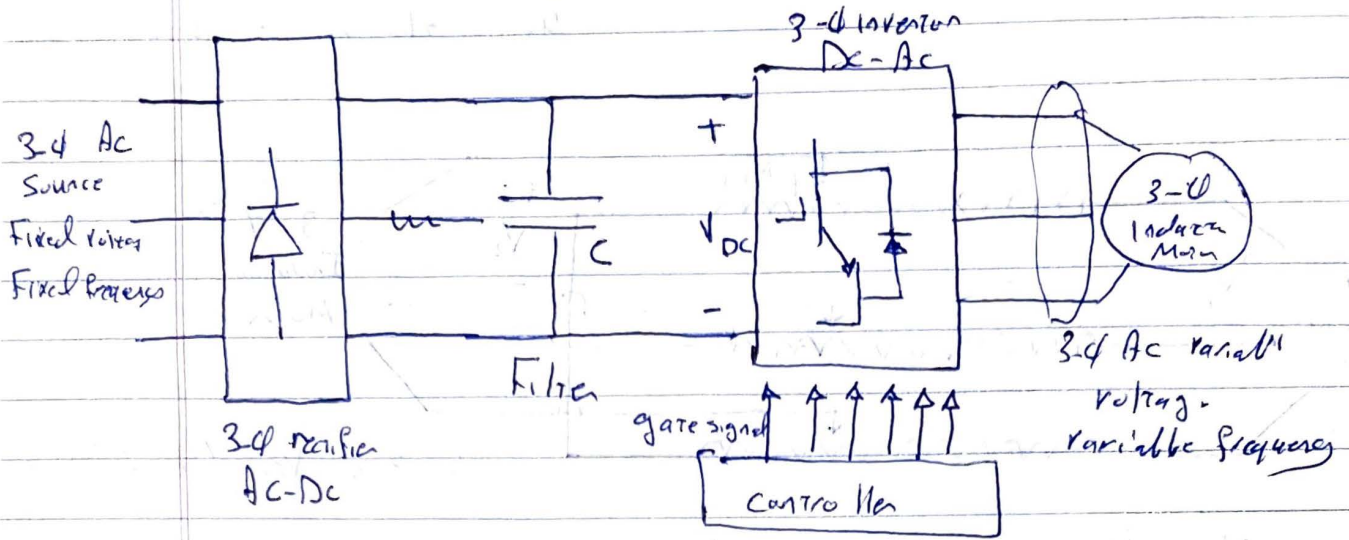 3-φ inverter
DC-AC
3-φ AC
Source
Fixed voltage
Fixed frequency
+
V DC
-
C
Filter
3-φ rectifier
AC-DC
gate signal
Controller
3-φ
Induction
Motor
3-φ AC variable
voltage.
variable frequency